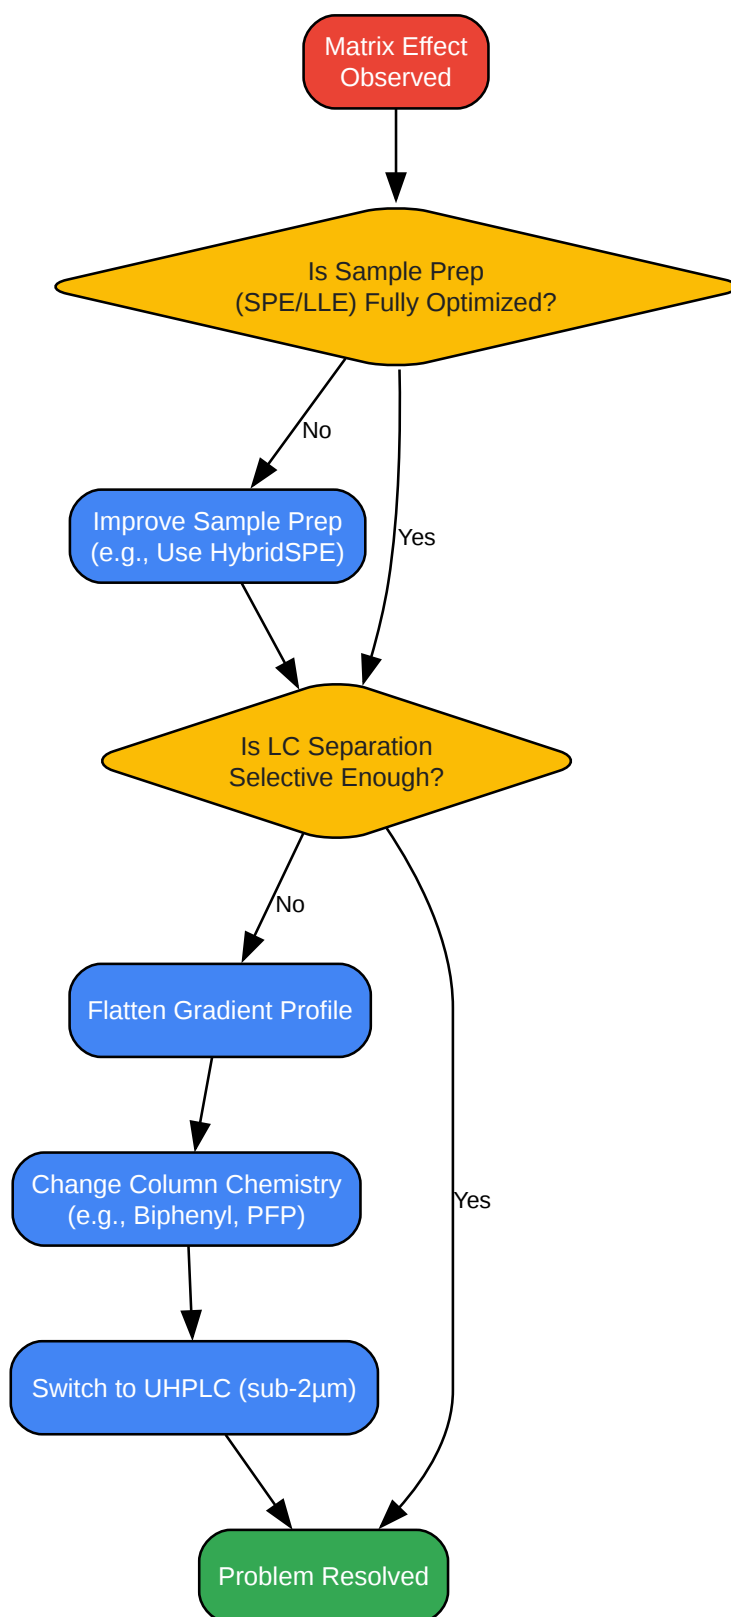 Matrix Effect
Observed
Is Sample Prep
(SPE/LLE) Fully Optimized?
No
Improve Sample Prep
(e.g., Use HybridSPE)
Yes
Is LC Separation
Selective Enough?
No
Flatten Gradient Profile
Change Column Chemistry
(e.g., Biphenyl, PFP)
Yes
Switch to UHPLC (sub-2µm)
Problem Resolved